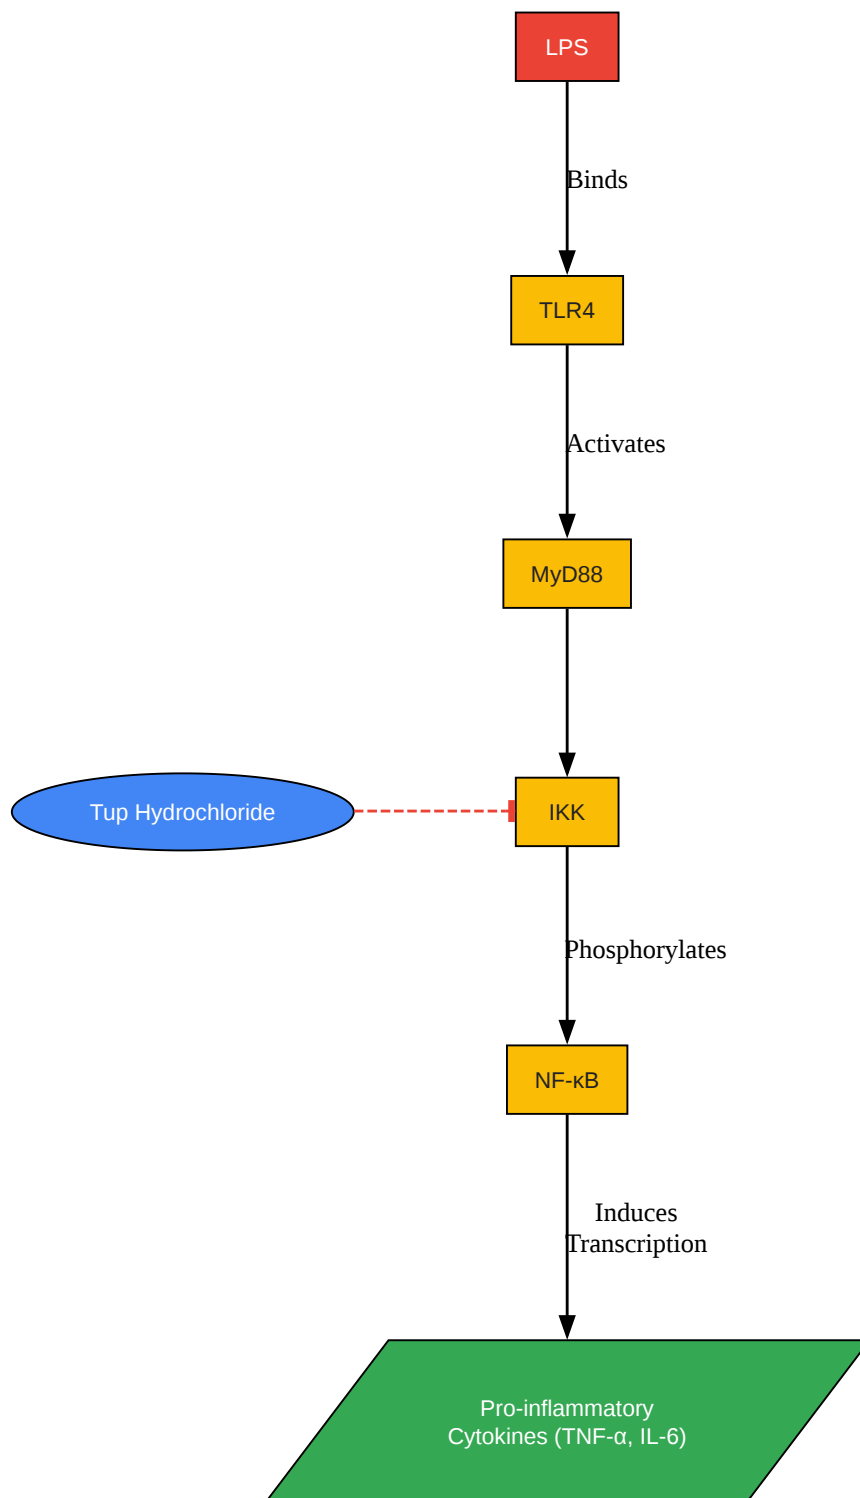 LPS
Binds
TLR4
Activates
MyD88
Tup Hydrochloride
IKK
Phosphorylates
NF-κB
Induces
Transcription
Pro-inflammatory
Cytokines (TNF-α, IL-6)